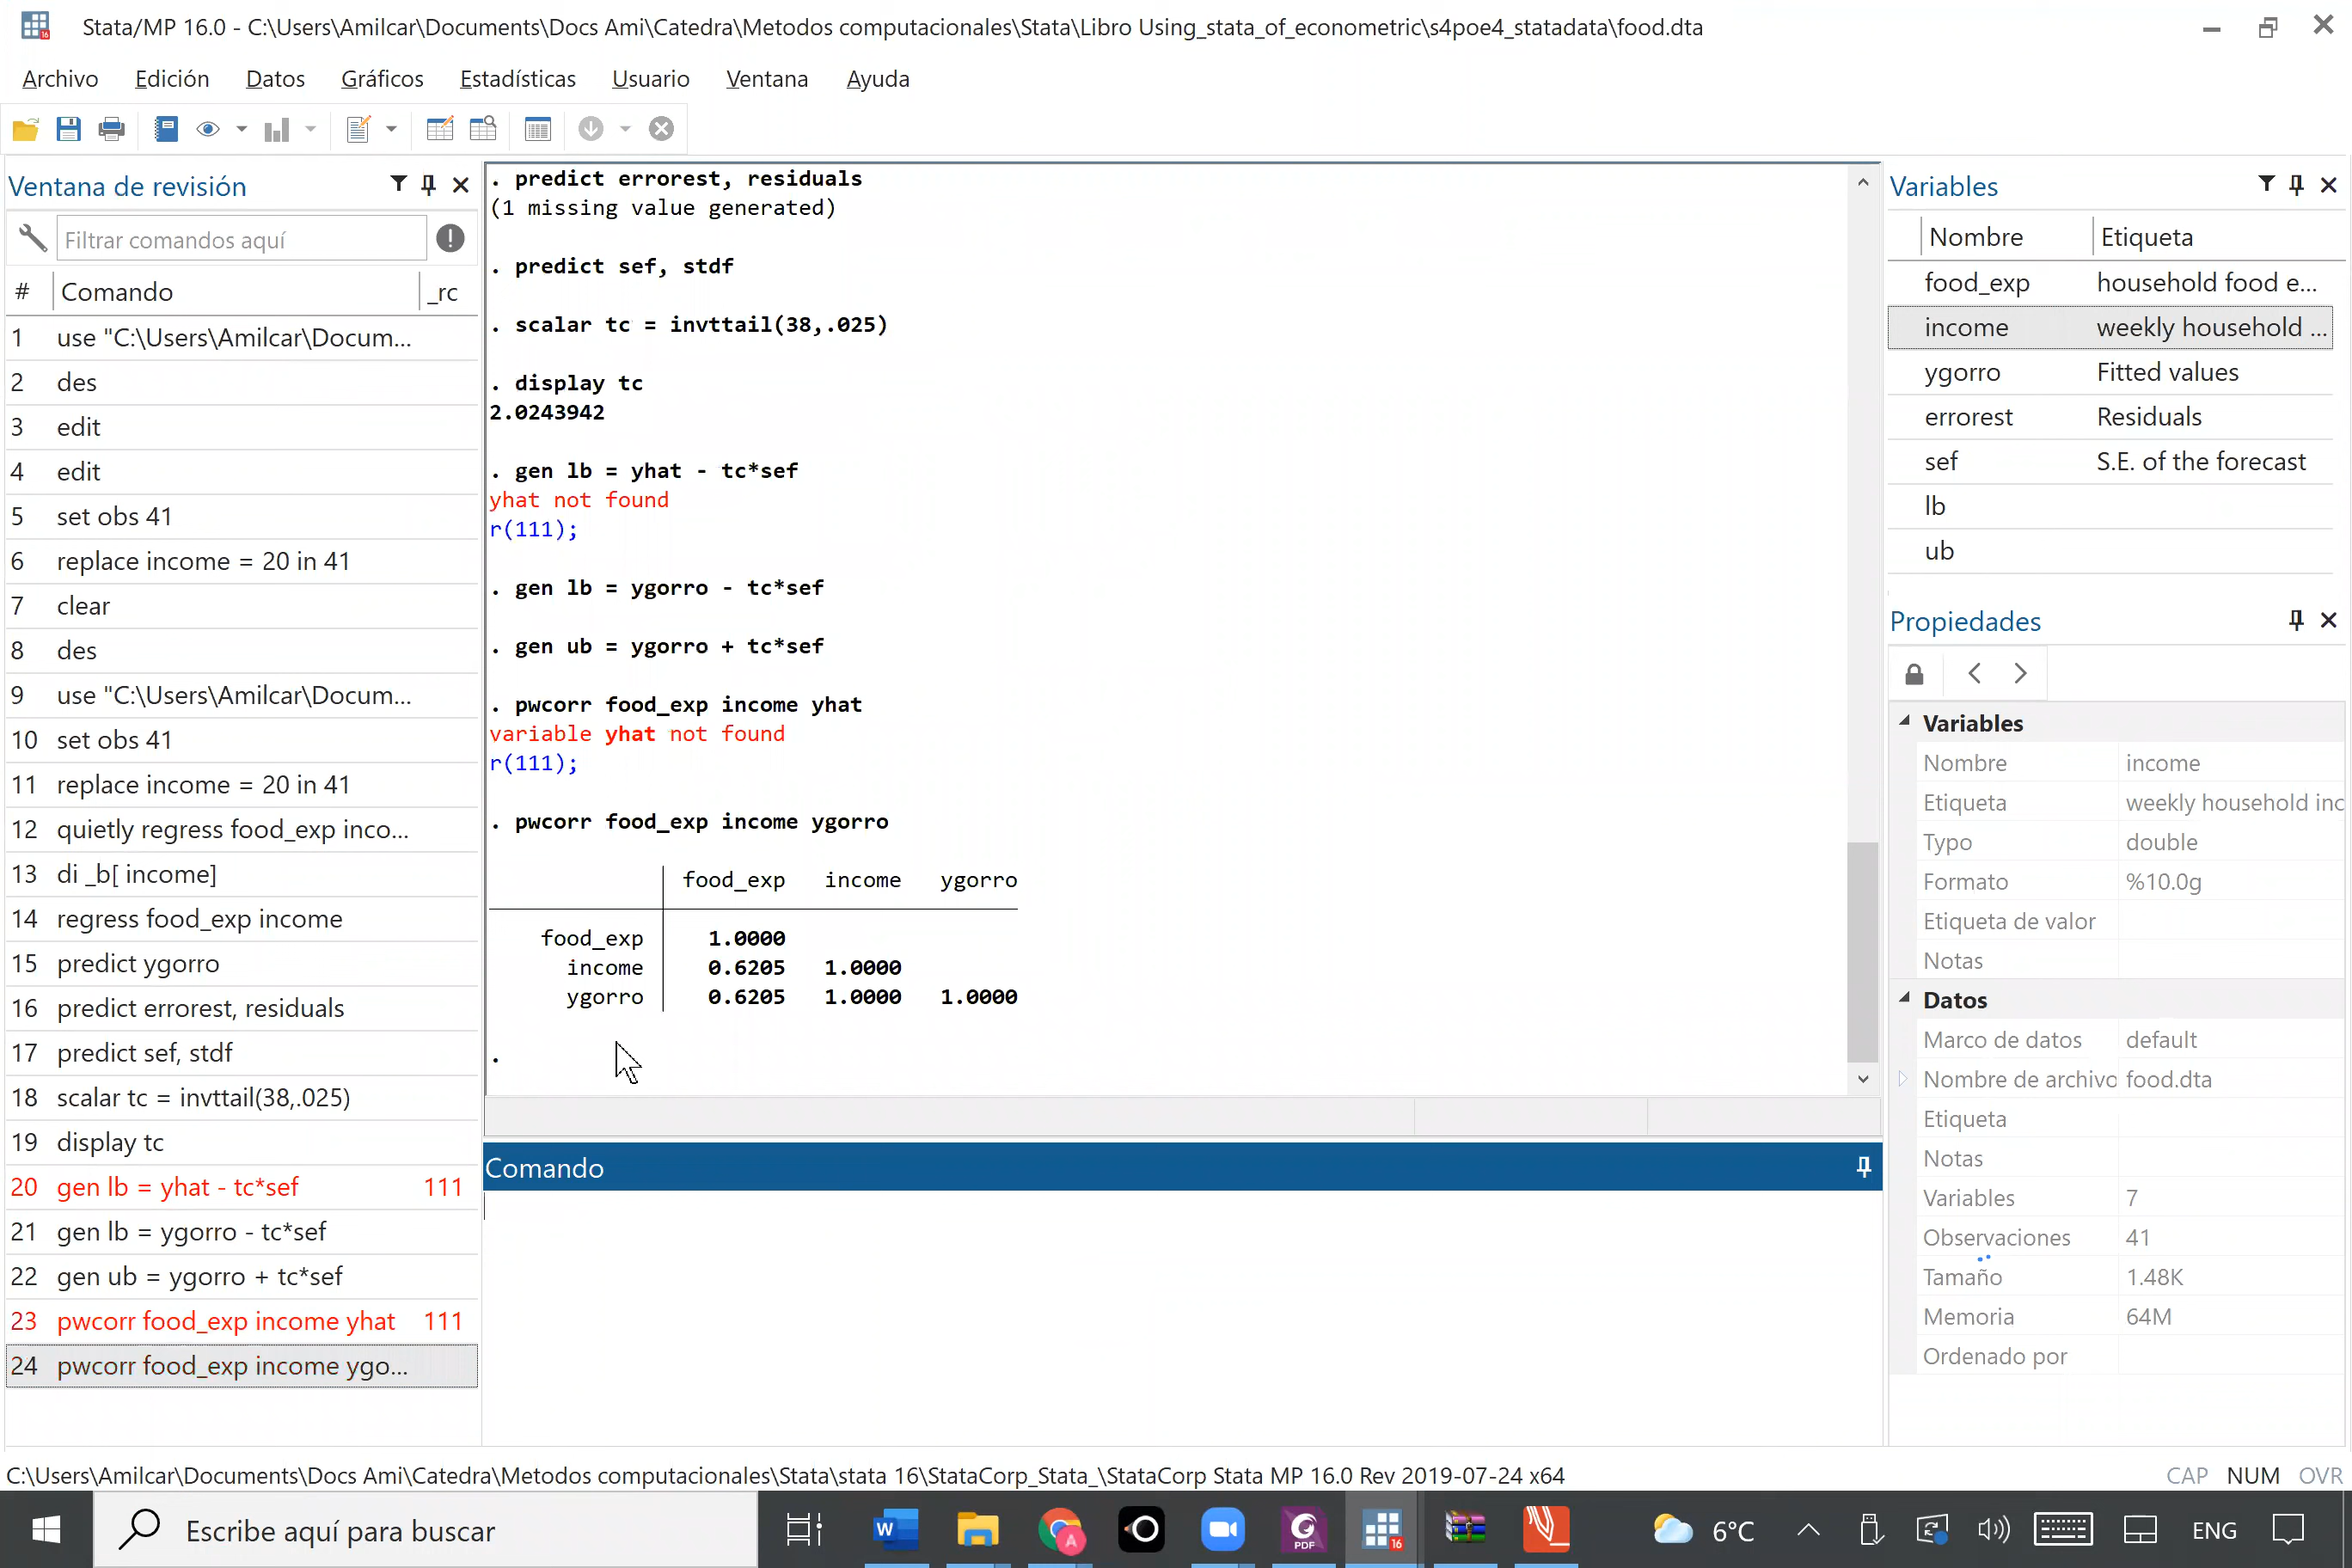 Stata/MP 16.0 - C:\Users\Amilcar\Documents\Docs Ami\Catedra\Metodos computacionales\Stata\Libro Using_stata_of_econometric\s4poe4_statadata\food.dta
Archivo Edición Datos Gráficos Estadísticas Usuario Ventana Ayuda
Ventana de revisión
Filtrar comandos aquí
# Comando _rc
1 use "C:\Users\Amilcar\Docum...
2 des
3 edit
4 edit
5 set obs 41
6 replace income = 20 in 41
7 clear
8 des
9 use "C:\Users\Amilcar\Docum...
10 set obs 41
11 replace income = 20 in 41
12 quietly regress food_exp inco...
13 di _b[ income]
14 regress food_exp income
15 predict ygorro
16 predict errorest, residuals
17 predict sef, stdf
18 scalar tc = invttail(38,.025)
19 display tc
20 gen lb = yhat - tc*sef 111
21 gen lb = ygorro - tc*sef
22 gen ub = ygorro + tc*sef
23 pwcorr food_exp income yhat 111
24 pwcorr food_exp income ygo...
. predict errorest, residuals
(1 missing value generated)
. predict sef, stdf
. scalar tc = invttail(38,.025)
. display tc
2.0243942
. gen lb = yhat - tc*sef
yhat not found
r(111);
. gen lb = ygorro - tc*sef
. gen ub = ygorro + tc*sef
. pwcorr food_exp income yhat
variable yhat not found
r(111);
. pwcorr food_exp income ygorro
food_exp income ygorro
food_exp 1.0000
income 0.6205 1.0000
ygorro 0.6205 1.0000 1.0000
.
Comando
Variables
Nombre Etiqueta
food_exp household food e...
income weekly household ...
ygorro Fitted values
errorest Residuals
sef S.E. of the forecast
lb
ub
Propiedades
Variables
Nombre income
Etiqueta weekly household inc
Typo double
Formato %10.0g
Etiqueta de valor
Notas
Datos
Marco de datos default
Nombre de archivo food.dta
Etiqueta
Notas
Variables 7
Observaciones 41
Tamaño 1.48K
Memoria 64M
Ordenado por
C:\Users\Amilcar\Documents\Docs Ami\Catedra\Metodos computacionales\Stata\stata 16\StataCorp_Stata_\StataCorp Stata MP 16.0 Rev 2019-07-24 x64
CAP NUM OVR
Escribe aquí para buscar
W
A
PDF
16
6°C
ENG